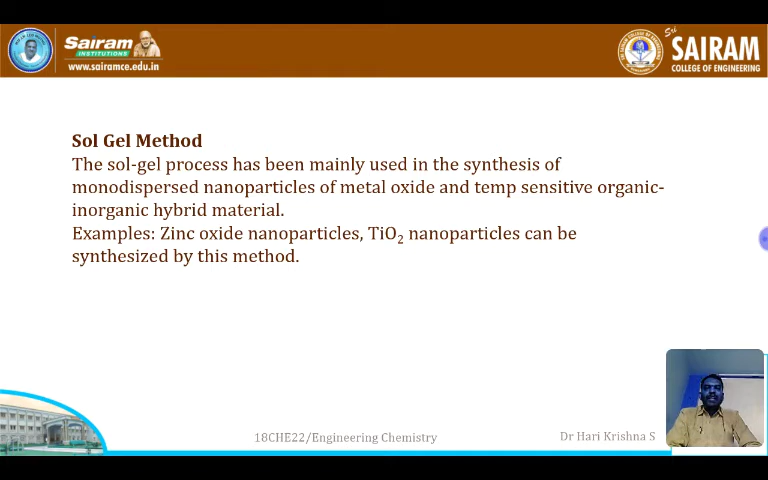 Sairam
INSTITUTIONS
www.sairamce.edu.in
Sri
SAIRAM
COLLEGE OF ENGINEERING
Sol Gel Method
The sol-gel process has been mainly used in the synthesis of
monodispersed nanoparticles of metal oxide and temp sensitive organic-
inorganic hybrid material.
Examples: Zinc oxide nanoparticles, TiO₂ nanoparticles can be
synthesized by this method.
18CHE22/Engineering Chemistry
Dr Hari Krishna S